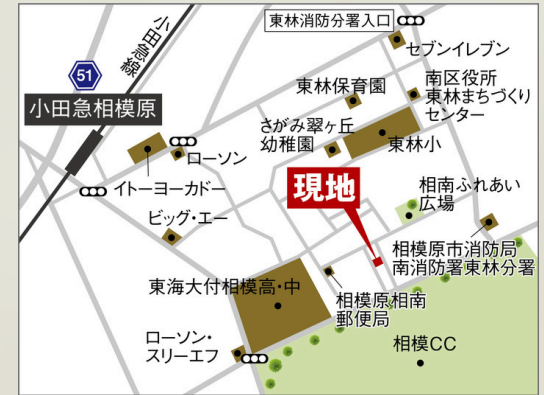 東林消防分署入口
小田急線
セブンイレブン
51
南区役所
東林まちづくり
センター
東林保育園
小田急相模原
さがみ翠ヶ丘
幼稚園
東林小
ローソン
イトーヨーカドー
現地
相南ふれあい
広場
ビッグ・エー
相模原市消防局
南消防署東林分署
東海大付相模高・中
相模原相南
郵便局
ローソン・
スリーエフ
相模CC